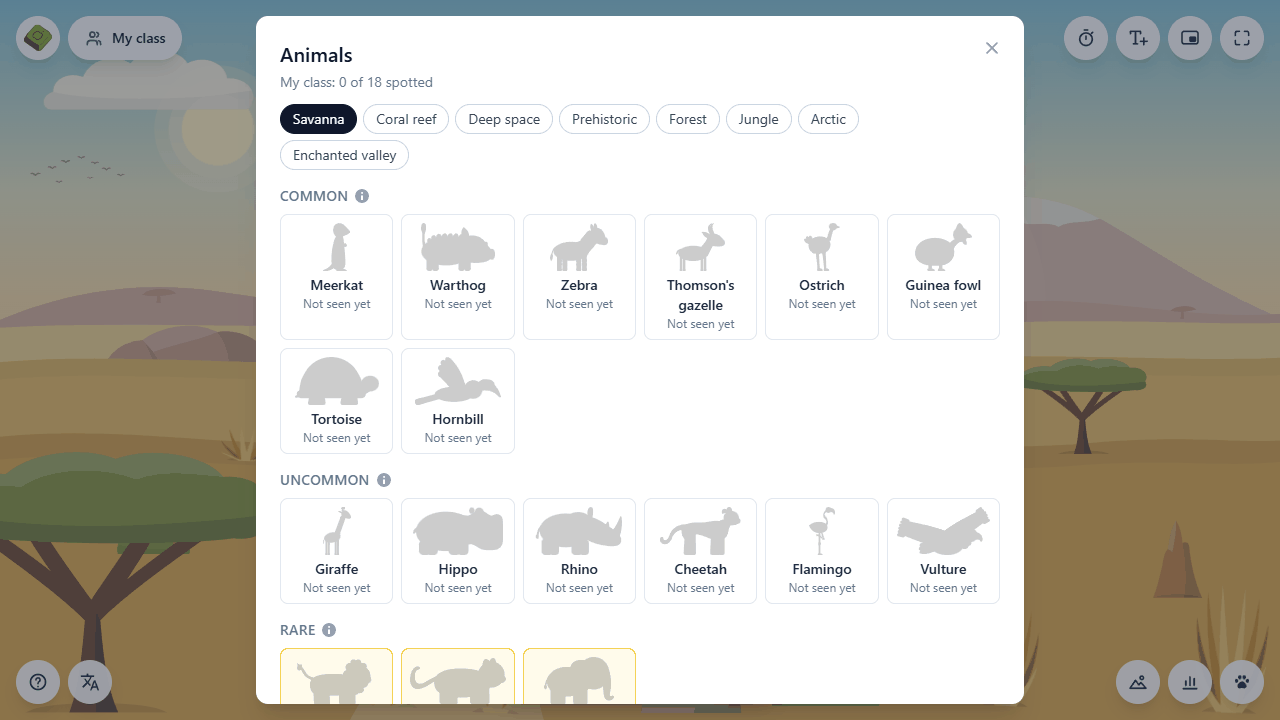 My class
Animals
My class: 0 of 18 spotted
Savanna
Coral reef
Deep space
Prehistoric
Forest
Jungle
Arctic
Enchanted valley
COMMON
Meerkat
Not seen yet
Warthog
Not seen yet
Zebra
Not seen yet
Thomson's
gazelle
Not seen yet
Ostrich
Not seen yet
Guinea fowl
Not seen yet
Tortoise
Not seen yet
Hornbill
Not seen yet
UNCOMMON
Giraffe
Not seen yet
Hippo
Not seen yet
Rhino
Not seen yet
Cheetah
Not seen yet
Flamingo
Not seen yet
Vulture
Not seen yet
RARE